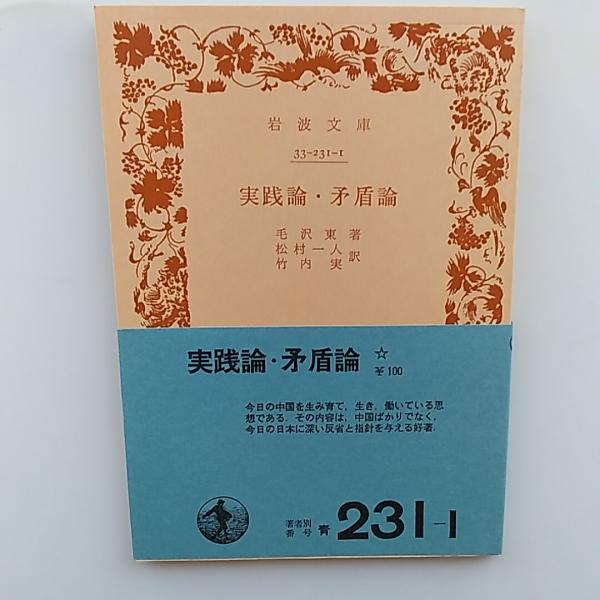 岩波文庫
33-231-1
実践論・矛盾論
毛沢東著
松村一人
竹内実訳
実践論・矛盾論 ☆
¥100
今日の中国を生み育て，生き，働いている思
想である．その内容は，中国ばかりでなく，
今日の日本に深い反省と指針を与える好著．
著者別
番号 青 231-1